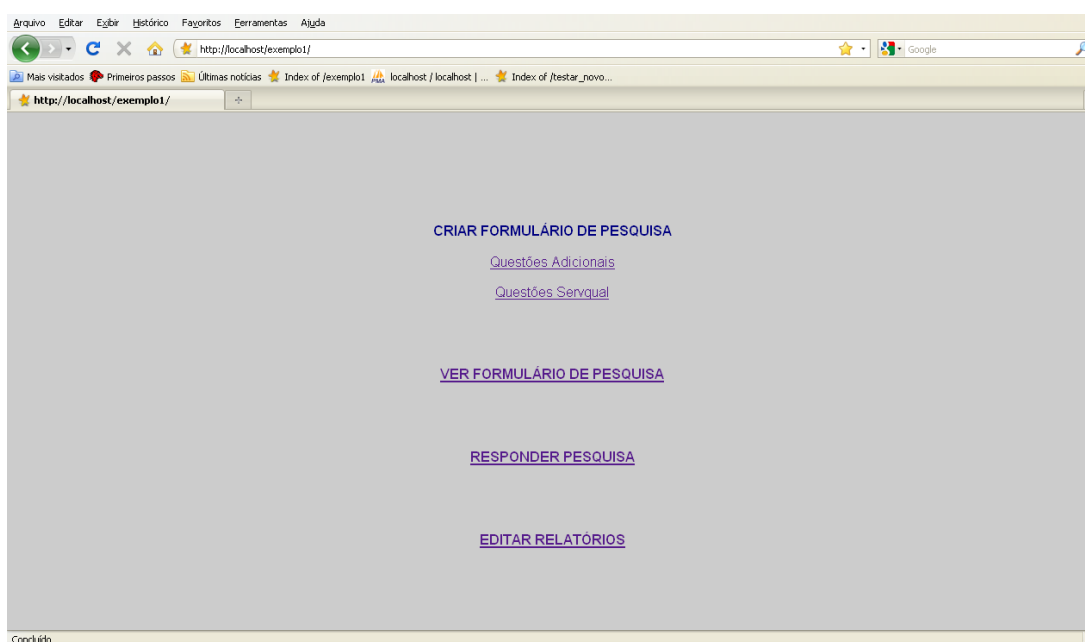 Arquivo Editar Exibir Histórico Favoritos Ferramentas Ajuda
http://localhost/exemplo1/ Google
Mais visitados Primeiros passos Últimas notícias Index of /exemplo1 localhost / localhost | ... Index of /testar_novo...
http://localhost/exemplo1/
CRIAR FORMULÁRIO DE PESQUISA
Questões Adicionais
Questões Servqual
VER FORMULÁRIO DE PESQUISA
RESPONDER PESQUISA
EDITAR RELATÓRIOS
Concluído